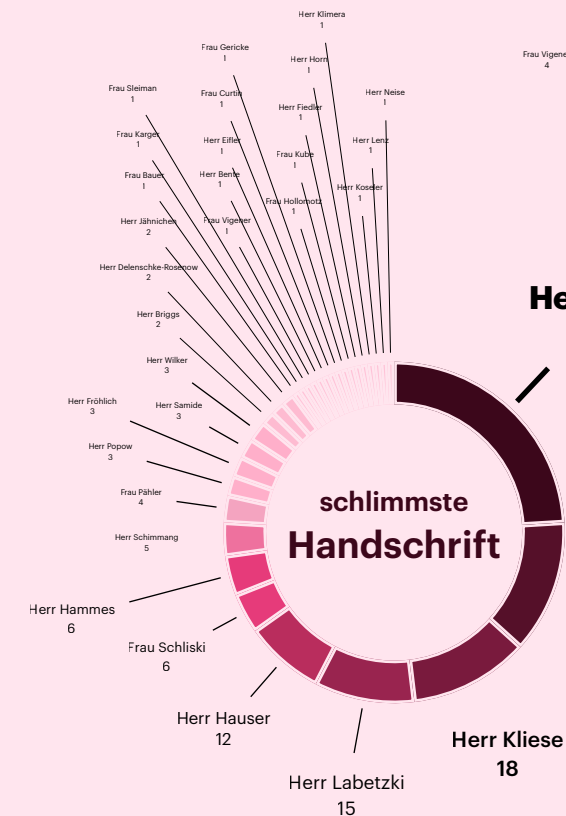 Herr Klimera
1
Frau Gericke
1
Herr Horn
1
Frau Vigene
4
Frau Sleiman
1
Frau Curtin
1
Herr Neise
1
Herr Fiedler
1
Frau Karger
1
Herr Eifler
1
Herr Lenz
1
Frau Kube
1
Frau Bauer
1
Herr Bente
1
Herr Koseler
1
Frau Hollomotz
1
Herr Jähnichen
2
Frau Vigener
1
Herr Delenschke-Rosenow
2
He
Herr Briggs
2
Herr Wilker
3
Herr Fröhlich
3
Herr Samide
3
Herr Popow
3
Frau Pähler
4
schlimmste
Handschrift
Herr Schimmang
5
Herr Hammes
6
Frau Schliski
6
Herr Hauser
12
Herr Kliese
18
Herr Labetzki
15